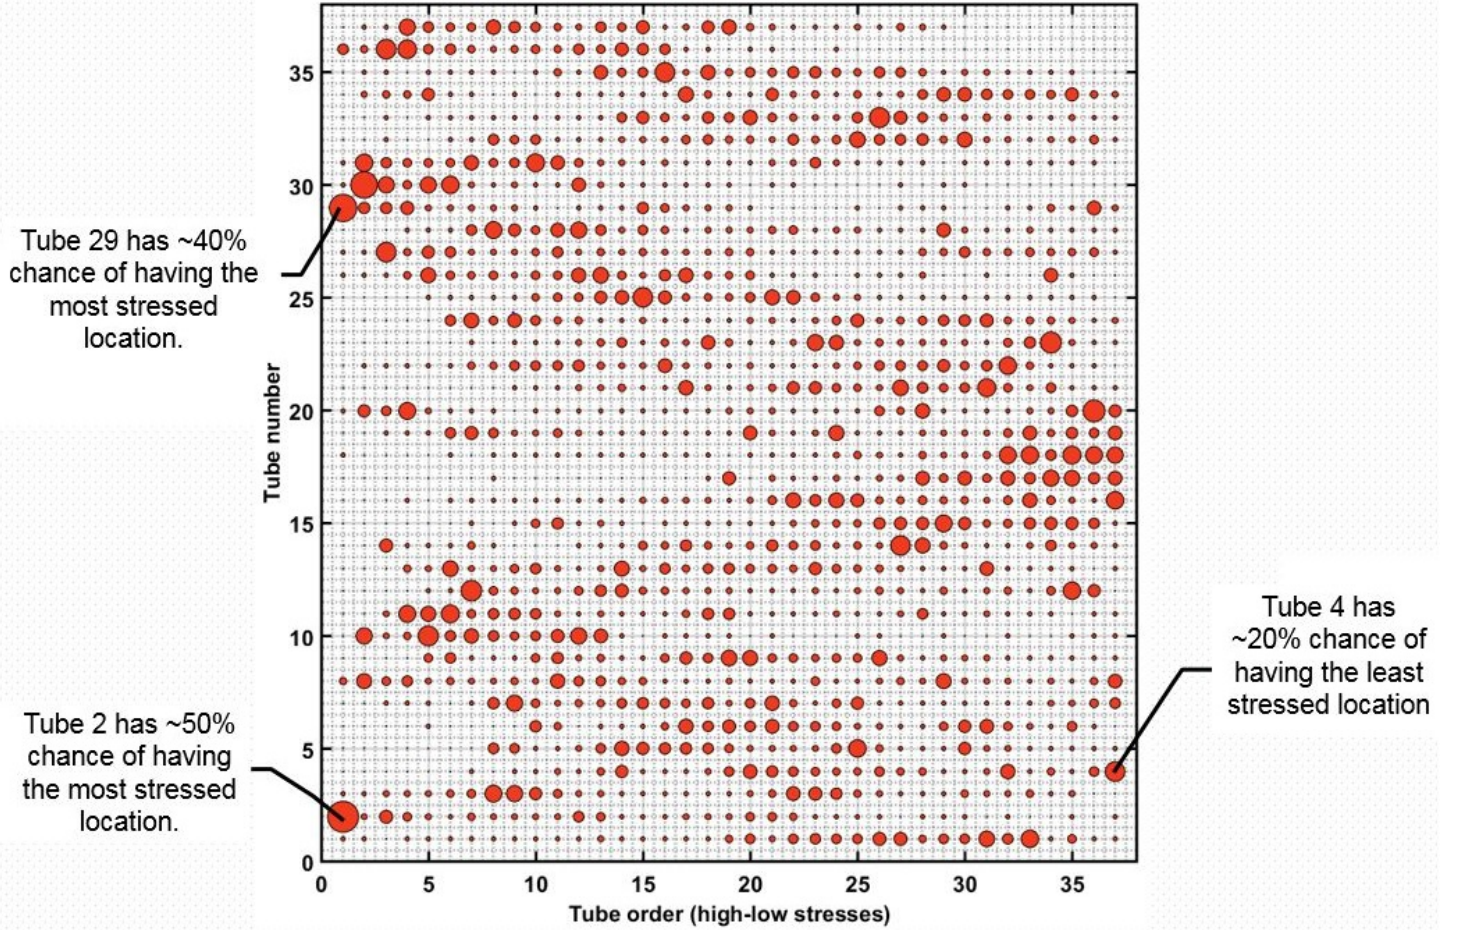 35
30
25
20
15
10
5
0
Tube number
0 5 10 15 20 25 30 35
Tube order (high-low stresses)
Tube 29 has ~40%
chance of having the
most stressed
location.
Tube 2 has ~50%
chance of having
the most stressed
location.
Tube 4 has
~20% chance of
having the least
stressed location